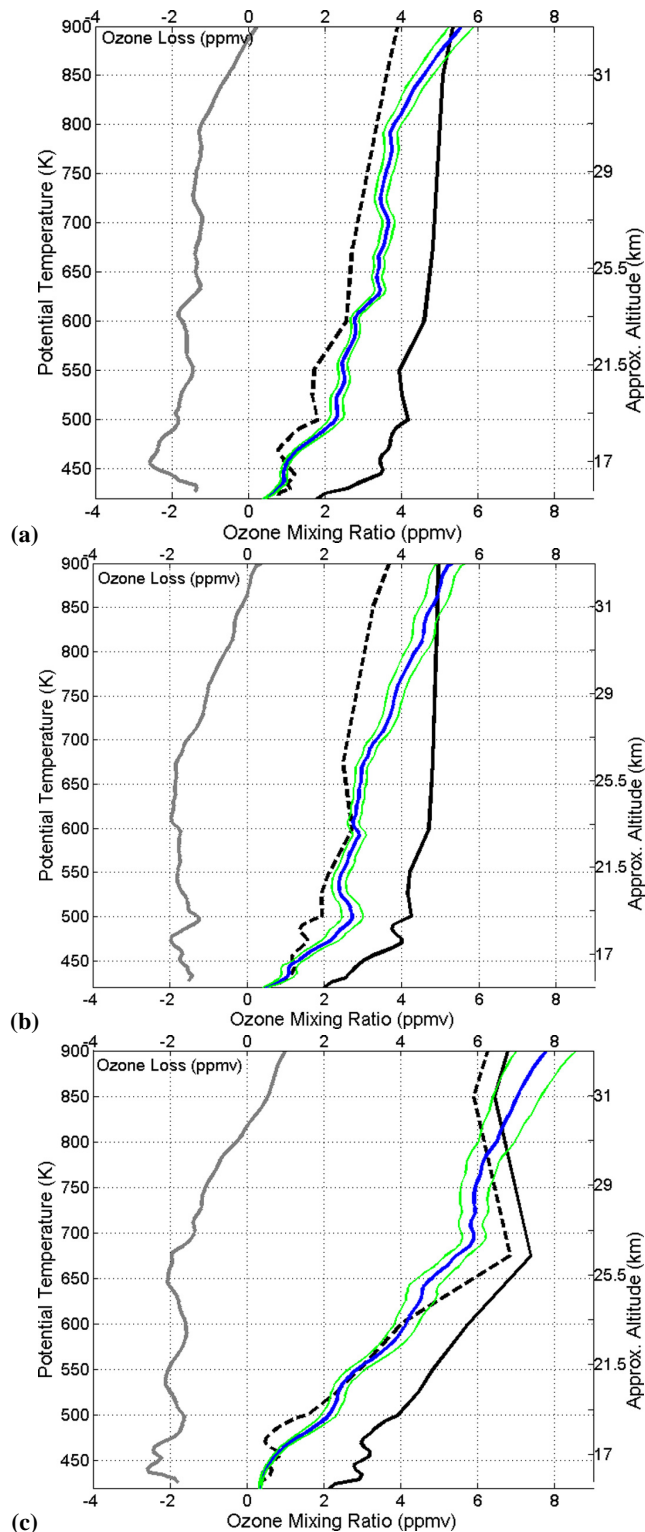 -4 -2 0 2 4 6 8
Ozone Loss (ppmv)
900
850
800
750
700
650
600
550
500
450
Potential Temperature (K)
31
29
25.5
21.5
17
Approx. Altitude (km)
-4 -2 0 2 4 6 8
(a) Ozone Mixing Ratio (ppmv)
-4 -2 0 2 4 6 8
Ozone Loss (ppmv)
900
850
800
750
700
650
600
550
500
450
Potential Temperature (K)
31
29
25.5
21.5
17
Approx. Altitude (km)
-4 -2 0 2 4 6 8
(b) Ozone Mixing Ratio (ppmv)
-4 -2 0 2 4 6 8
Ozone Loss (ppmv)
900
850
800
750
700
650
600
550
500
450
Potential Temperature (K)
31
29
25.5
21.5
17
Approx. Altitude (km)
-4 -2 0 2 4 6 8
(c) Ozone Mixing Ratio (ppmv)